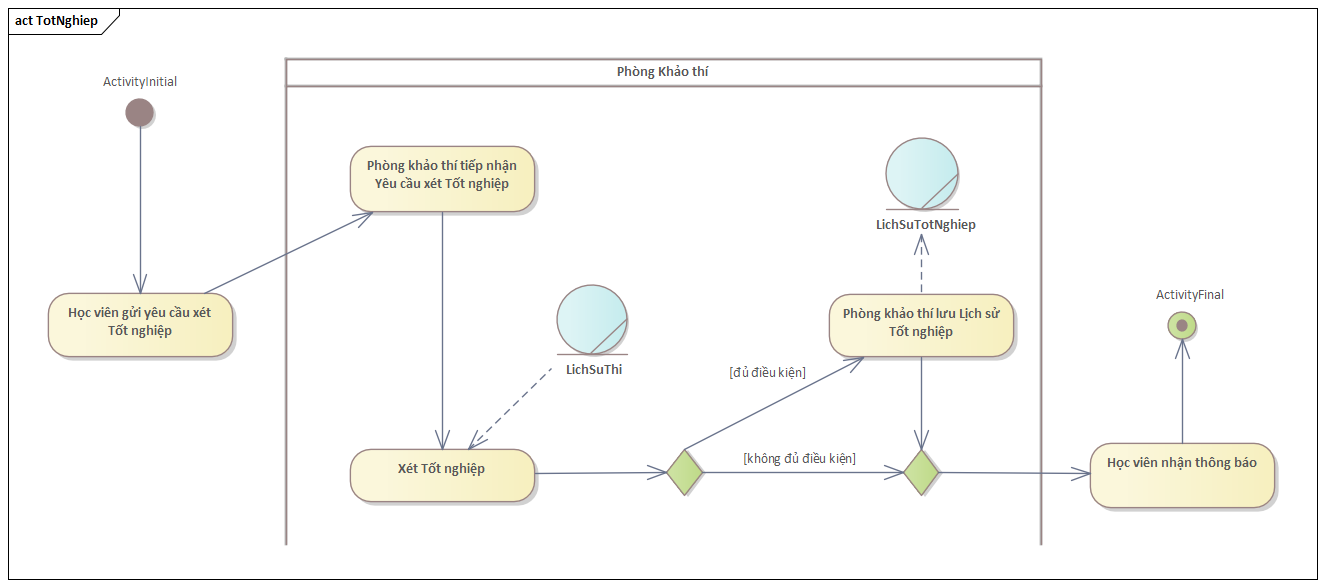 act TotNghiep
Phòng Khảo thí
ActivityInitial
Phòng khảo thí tiếp nhận
Yêu cầu xét Tốt nghiệp
LichSuTotNghiep
Học viên gửi yêu cầu xét
Tốt nghiệp
ActivityFinal
Phòng khảo thí lưu Lịch sử
Tốt nghiệp
LichSuThi
[đủ điều kiện]
Xét Tốt nghiệp
[không đủ điều kiện]
Học viên nhận thông báo